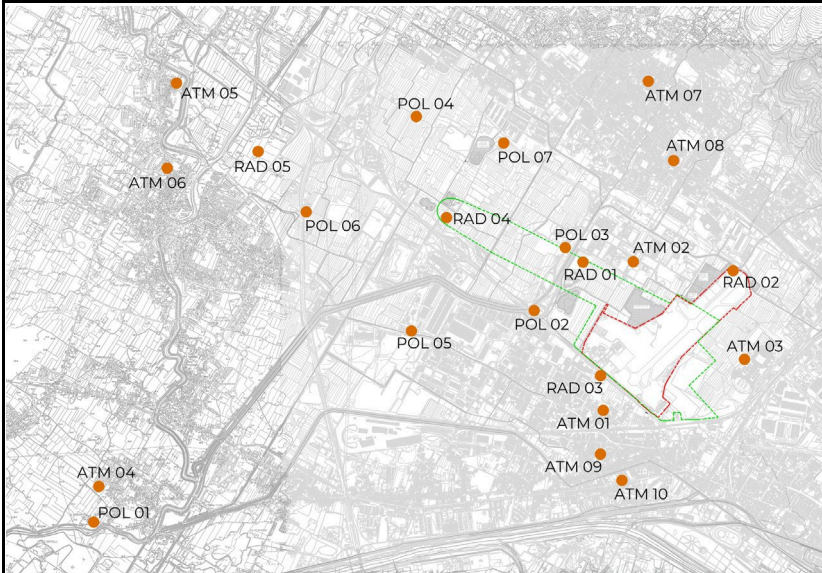 ATM 05
ATM 07
POL 04
POL 07
ATM 08
RAD 05
ATM 06
POL 06
RAD 04
POL 03
ATM 02
RAD 01
RAD 02
POL 02
POL 05
ATM 03
RAD 03
ATM 01
ATM 09
ATM 04
ATM 10
POL 01